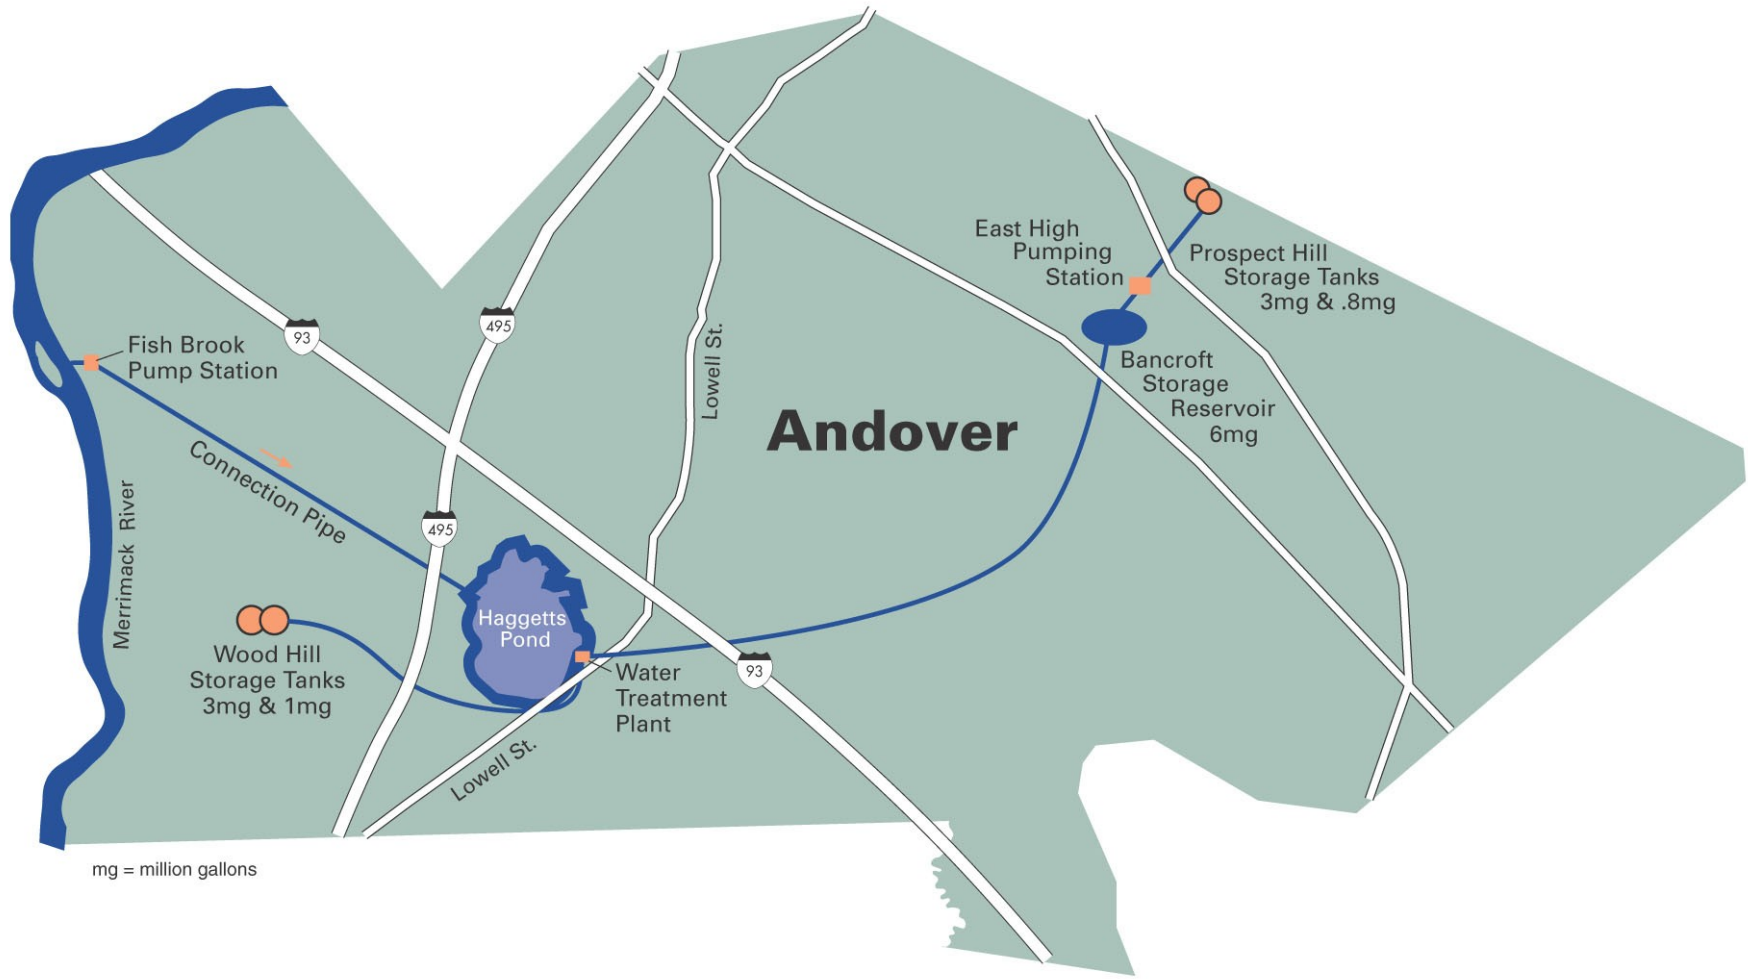 East High
Pumping
Station
Prospect Hill
Storage Tanks
3mg & .8mg
93
495
Fish Brook
Pump Station
Lowell St.
Bancroft
Storage
Reservoir
6mg
Andover
Connection Pipe
Merrimack River
495
Haggetts
Pond
Wood Hill
Storage Tanks
3mg & 1mg
Water
Treatment
Plant
93
Lowell St.
mg = million gallons